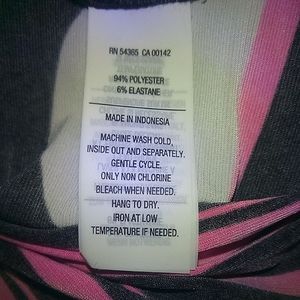 RN 54365 CA 00142
94% POLYESTER
6% ELASTANE
MADE IN INDONESIA
MACHINE WASH COLD,
INSIDE OUT AND SEPARATELY.
GENTLE CYCLE.
ONLY NON CHLORINE
BLEACH WHEN NEEDED.
HANG TO DRY.
IRON AT LOW
TEMPERATURE IF NEEDED.